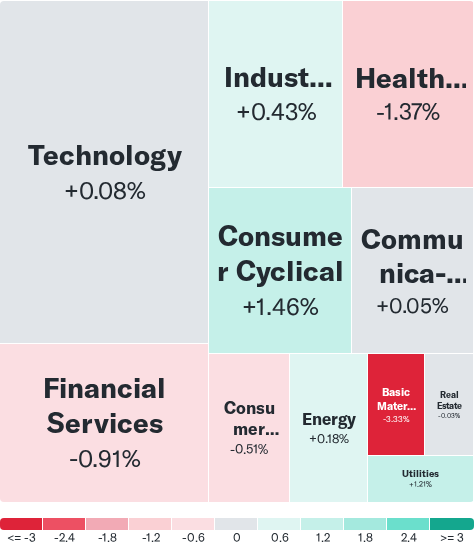 Technology
+0.08%
Indust...
+0.43%
Health...
-1.37%
Consume
r Cyclical
+1.46%
Commu
nica-...
+0.05%
Financial
Services
-0.91%
Consu
mer...
-0.51%
Energy
+0.18%
Basic
Mater...
-3.33%
Real
Estate
-0.03%
Utilities
+1.21%
<= -3 -2.4 -1.8 -1.2 -0.6 0 0.6 1.2 1.8 2.4 >= 3